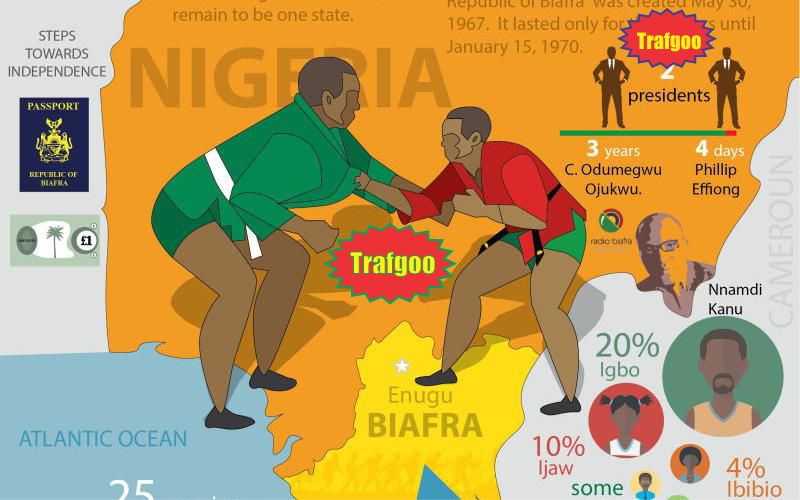 remain to be one state.
Republic of Biafra was created May 30,
1967. It lasted only for until
January 15, 1970.
STEPS
TOWARDS
INDEPENDENCE
NIGERIA
PASSPORT
REPUBLIC OF
BIAFRA
£1
Trafgoo
2
presidents
3 years
C. Odumegwu
Ojukwu.
4 days
Phillip
Effiong
radio biafra
Nnamdi
Kanu
CAMEROUN
Trafgoo
Enugu
BIAFRA
ATLANTIC OCEAN
25
20%
Igbo
10%
Ijaw
4%
Ibibio
some